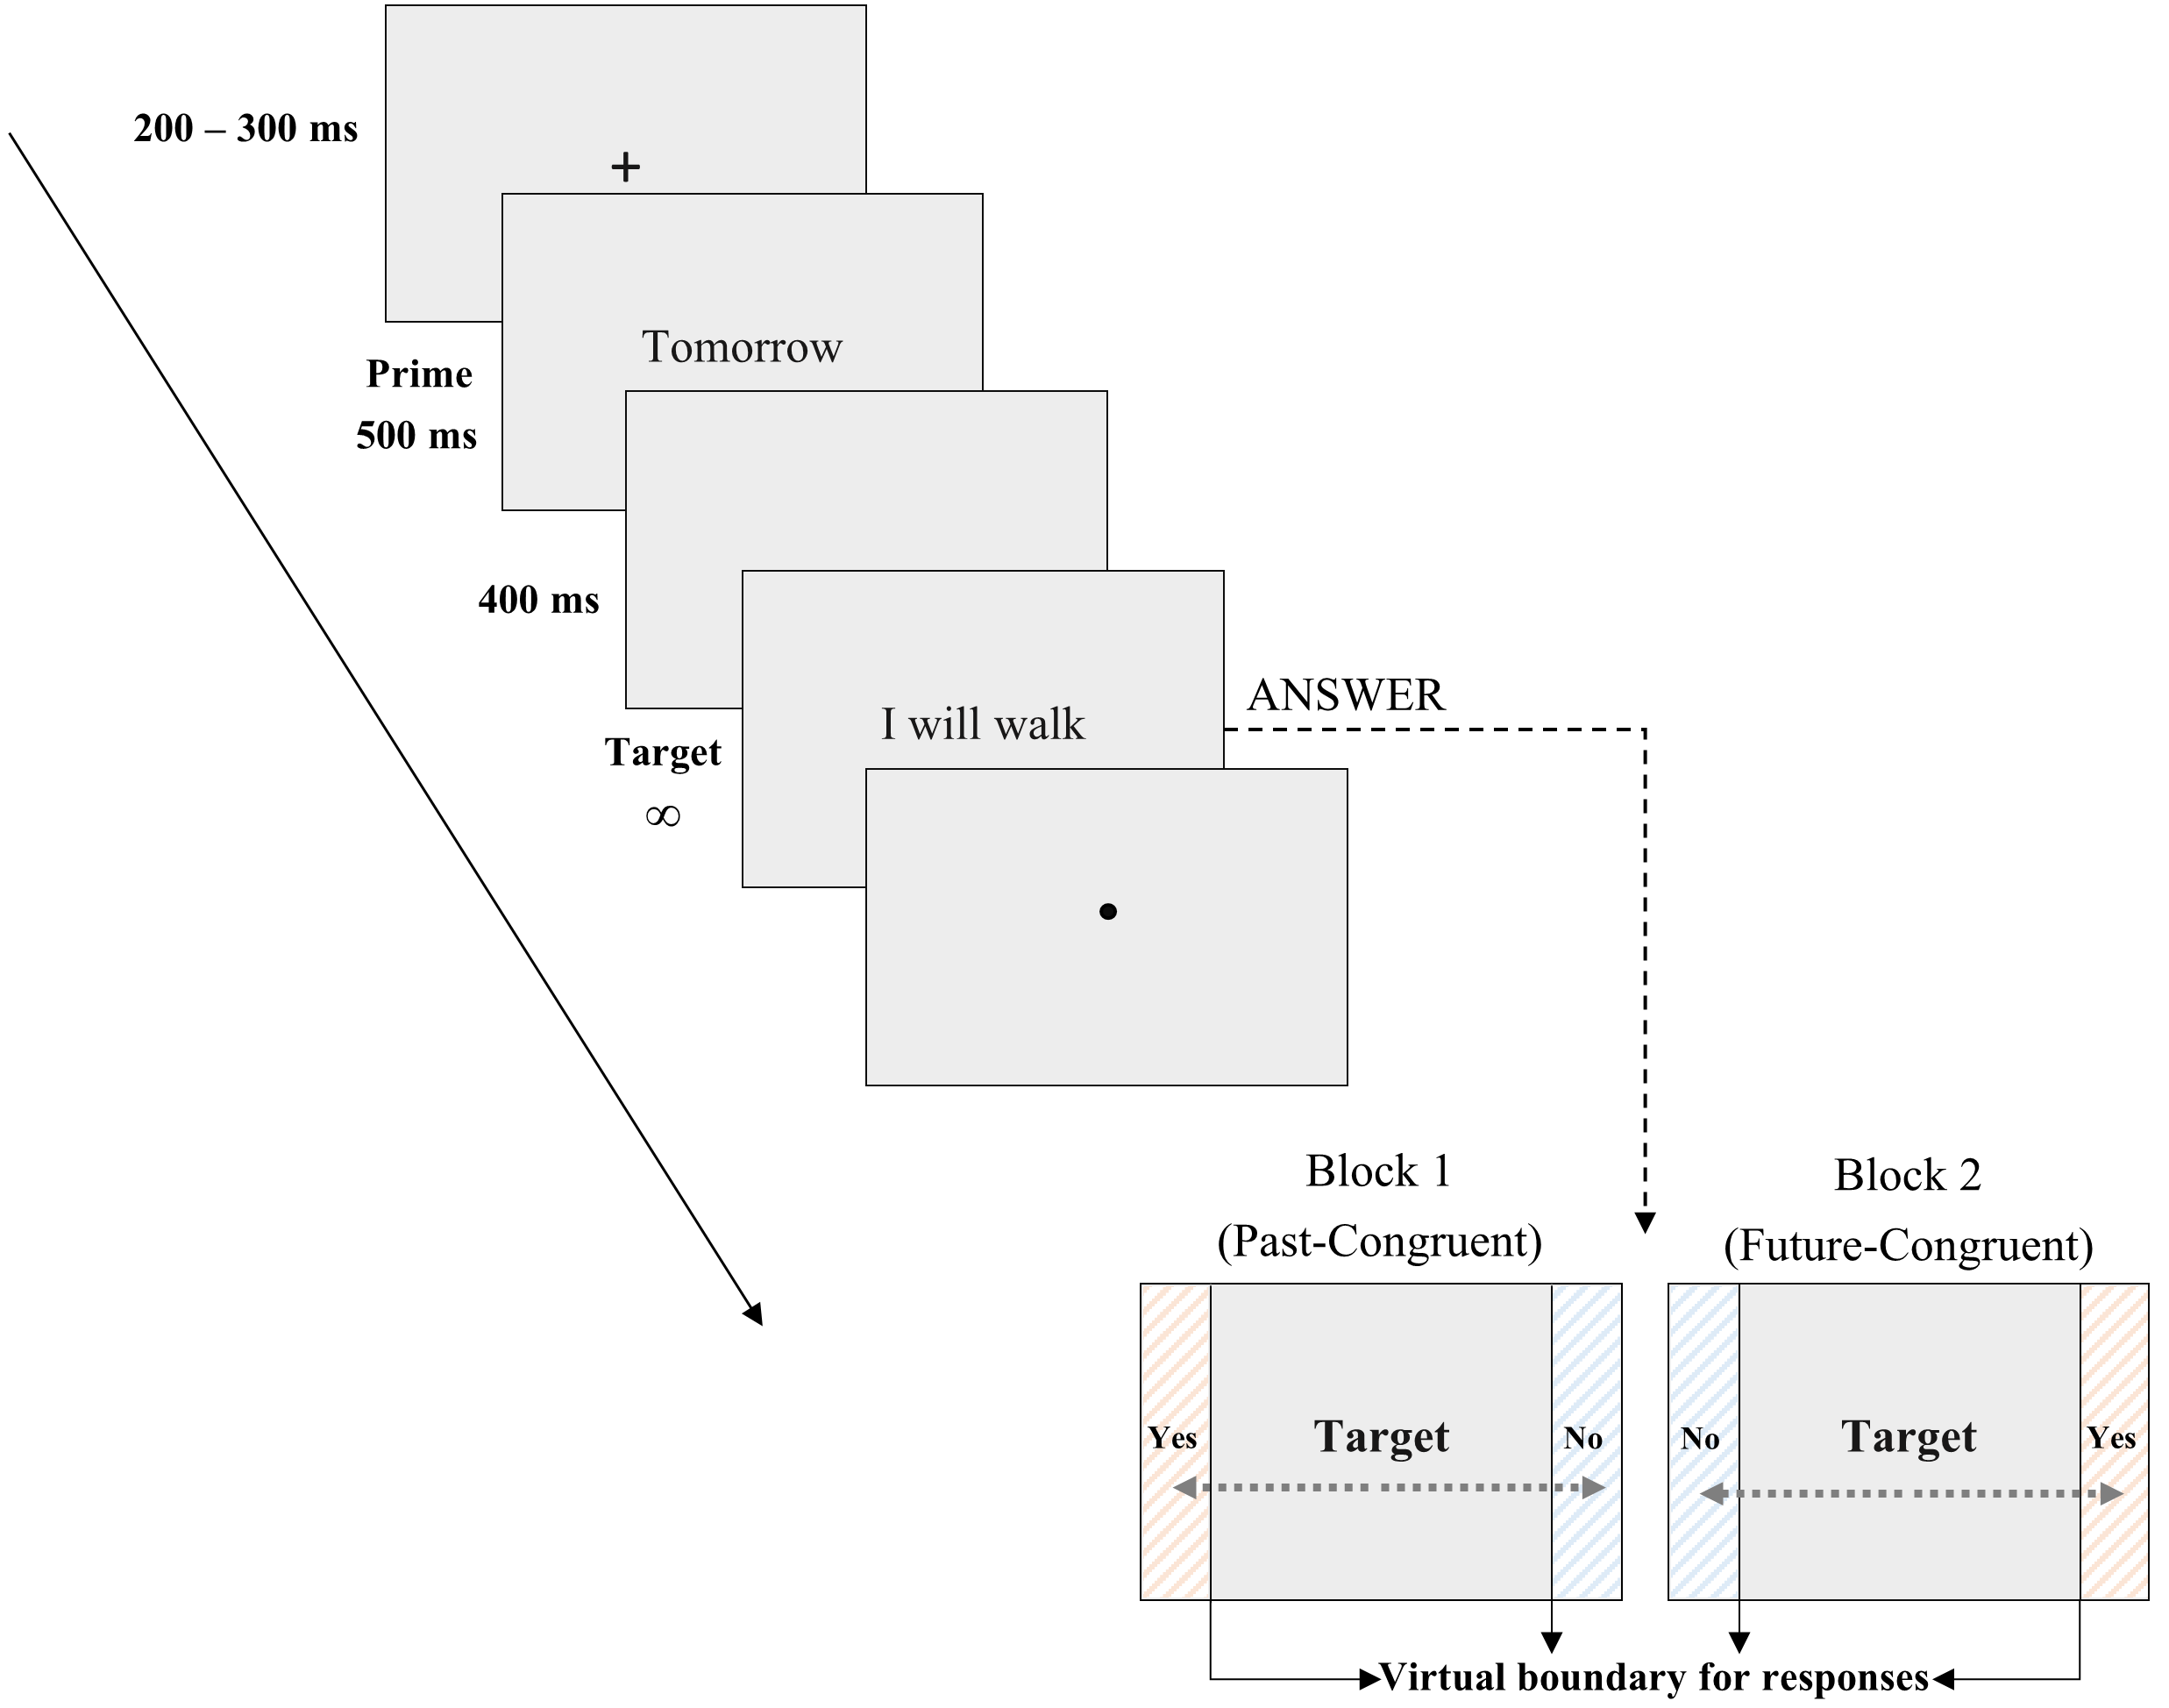 200 – 300 ms
+
Tomorrow
Prime
500 ms
400 ms
I will walk
Target
∞
ANSWER
Block 1
(Past-Congruent)
Block 2
(Future-Congruent)
Yes
Target
No
No
Target
Yes
Virtual boundary for responses